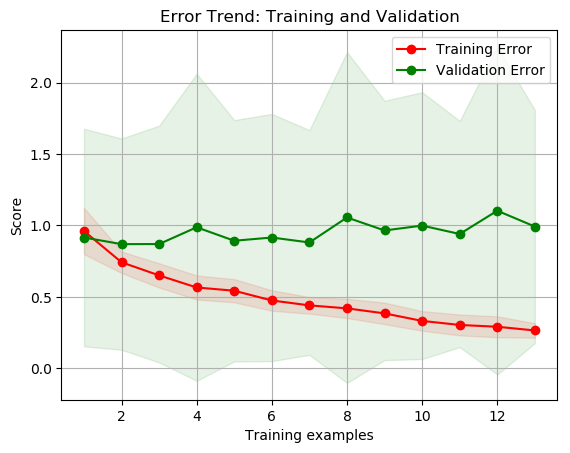 Error Trend: Training and Validation
Training Error
Validation Error
2.0
1.5
1.0
0.5
0.0
Score
2 4 6 8 10 12
Training examples